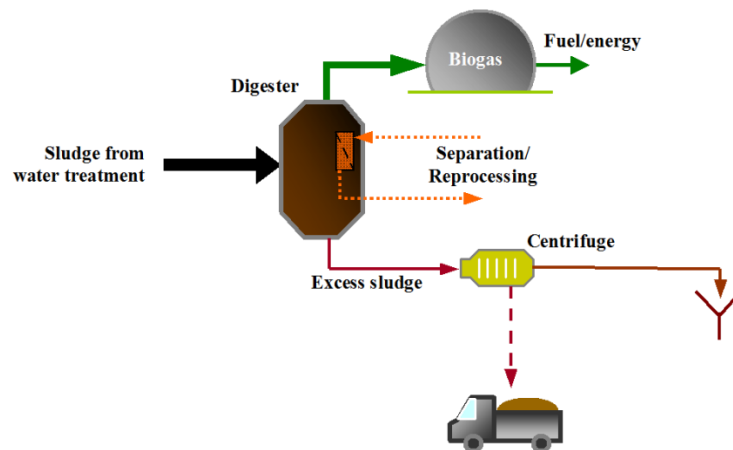 Fuel/energy
Biogas
Digester
Sludge from
water treatment
Separation/
Reprocessing
Centrifuge
Excess sludge